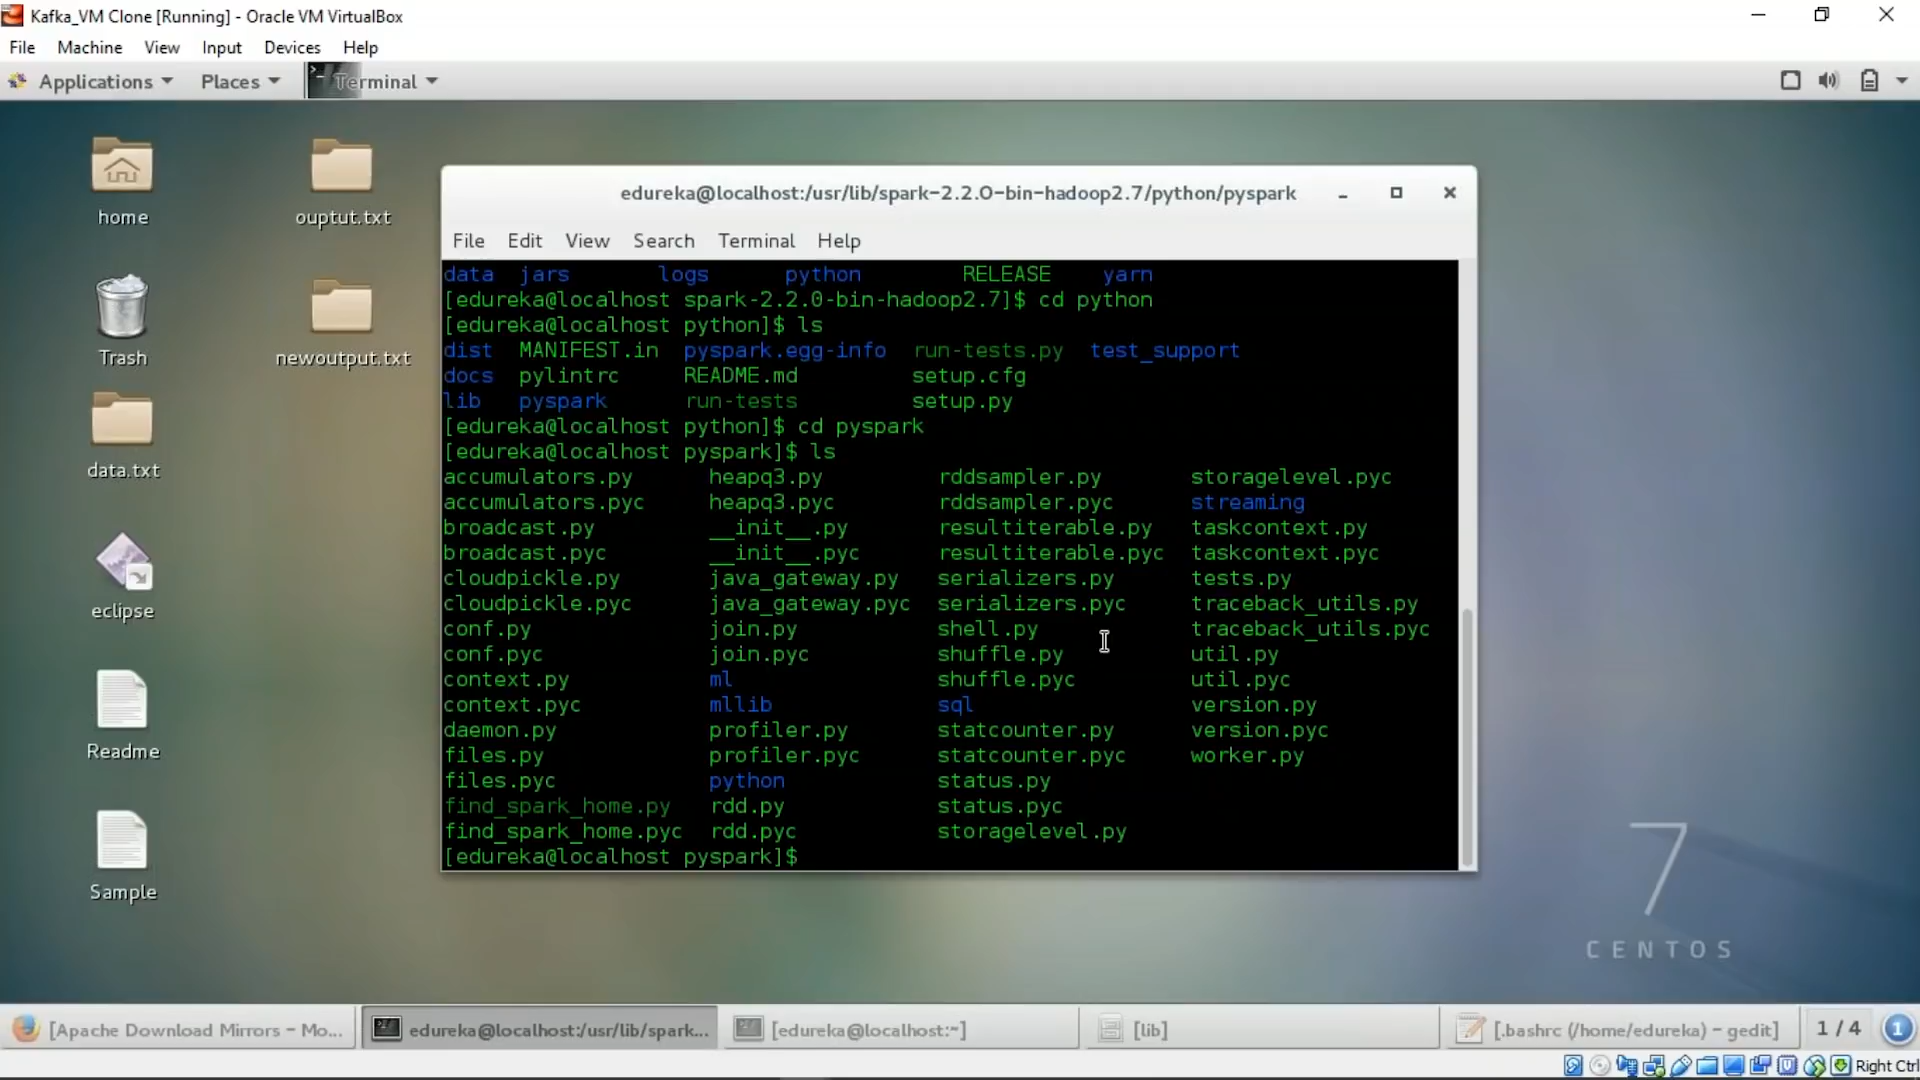 Kafka_VM Clone [Running] - Oracle VM VirtualBox
File Machine View Input Devices Help
Applications Places Terminal
home
ouptut.txt
Trash
newoutput.txt
data.txt
eclipse
Readme
Sample
edureka@localhost:/usr/lib/spark-2.2.0-bin-hadoop2.7/python/pyspark
File Edit View Search Terminal Help
data jars logs python RELEASE yarn
[edureka@localhost spark-2.2.0-bin-hadoop2.7]$ cd python
[edureka@localhost python]$ ls
dist MANIFEST.in pyspark.egg-info run-tests.py test_support
docs pylintrc README.md setup.cfg
lib pyspark run-tests setup.py
[edureka@localhost python]$ cd pyspark
[edureka@localhost pyspark]$ ls
accumulators.py heapq3.py rddsampler.py storagelevel.pyc
accumulators.pyc heapq3.pyc rddsampler.pyc streaming
broadcast.py __init__.py resultiterable.py taskcontext.py
broadcast.pyc __init__.pyc resultiterable.pyc taskcontext.pyc
cloudpickle.py java_gateway.py serializers.py tests.py
cloudpickle.pyc java_gateway.pyc serializers.pyc traceback_utils.py
conf.py join.py shell.py traceback_utils.pyc
conf.pyc join.pyc shuffle.py util.py
context.py ml shuffle.pyc util.pyc
context.pyc mllib sql version.py
daemon.py profiler.py statcounter.py version.pyc
files.py profiler.pyc statcounter.pyc worker.py
files.pyc python status.py
find_spark_home.py rdd.py status.pyc
find_spark_home.pyc rdd.pyc storagelevel.py
[edureka@localhost pyspark]$
7
CENTOS
[Apache Download Mirrors – Mo... edureka@localhost:/usr/lib/spark... [edureka@localhost:~] [lib] [.bashrc (/home/edureka) – gedit] 1 / 4 1
Right Ctrl